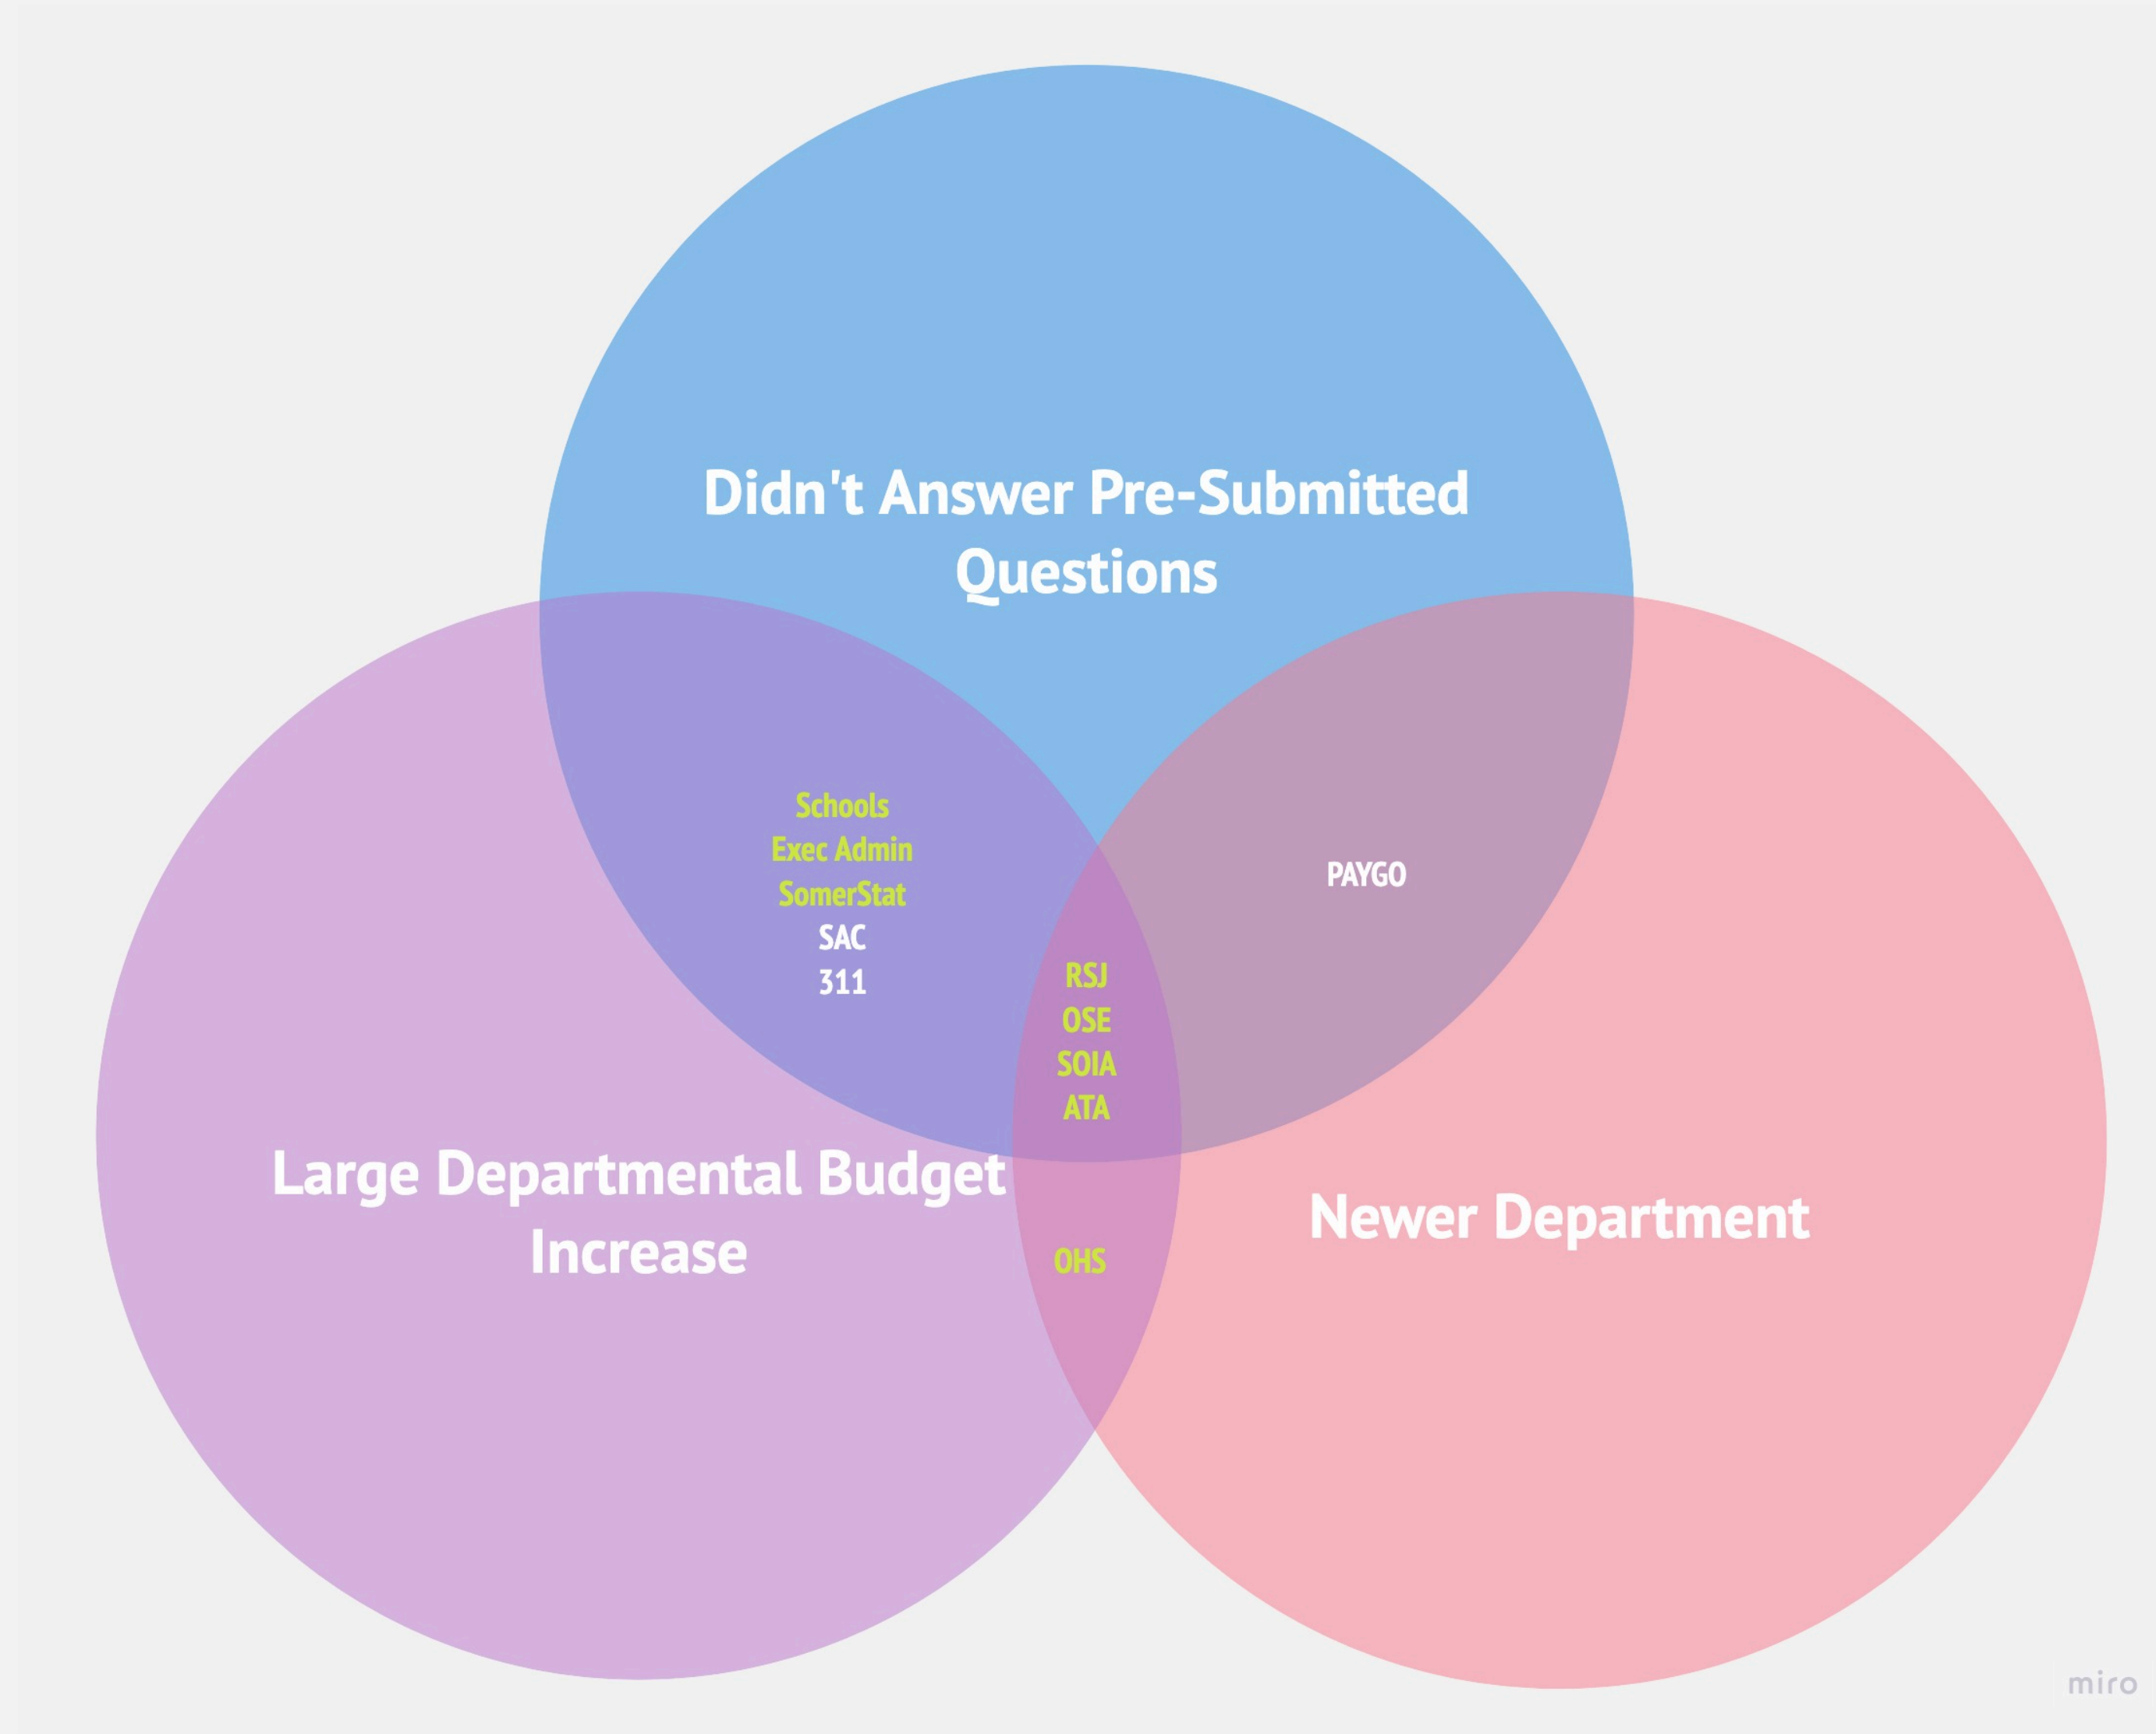 Didn't Answer Pre-Submitted
Questions
Schools
Exec Admin
SomerStat
SAC
311
PAYGO
RSJ
OSE
SOIA
ATA
Large Departmental Budget
Increase
Newer Department
OHS
miro